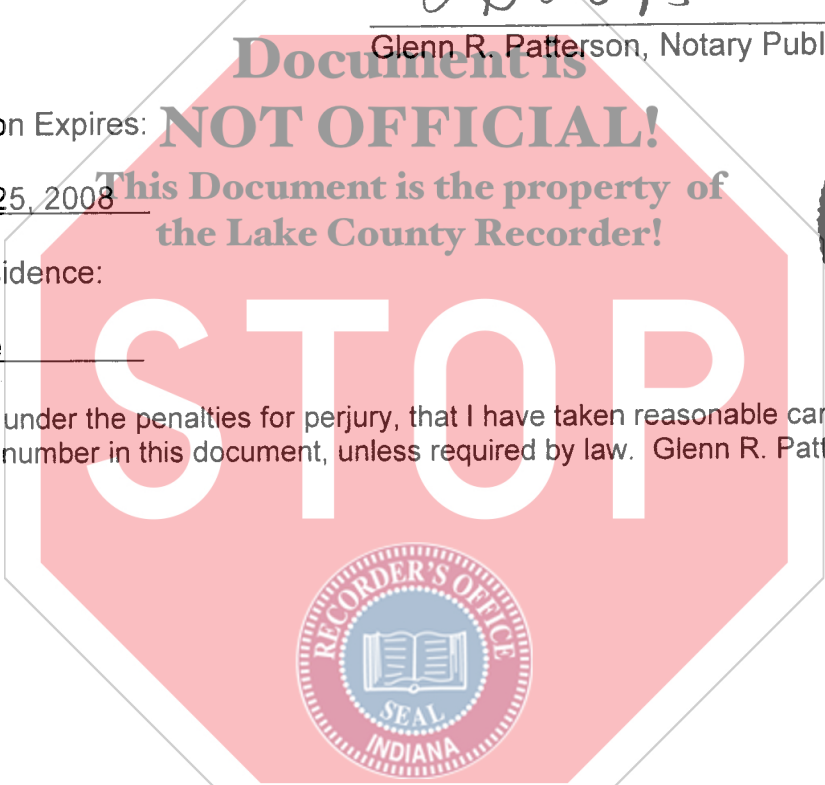 Glenn R. Patterson, Notary Publ
Document is
on Expires:
NOT OFFICIAL!
25, 2008
This Document is the property of
the Lake County Recorder!
idence:
STOP
under the penalties for perjury, that I have taken reasonable car
number in this document, unless required by law. Glenn R. Patt
RECORDER'S OFFICE
SEAL
INDIANA